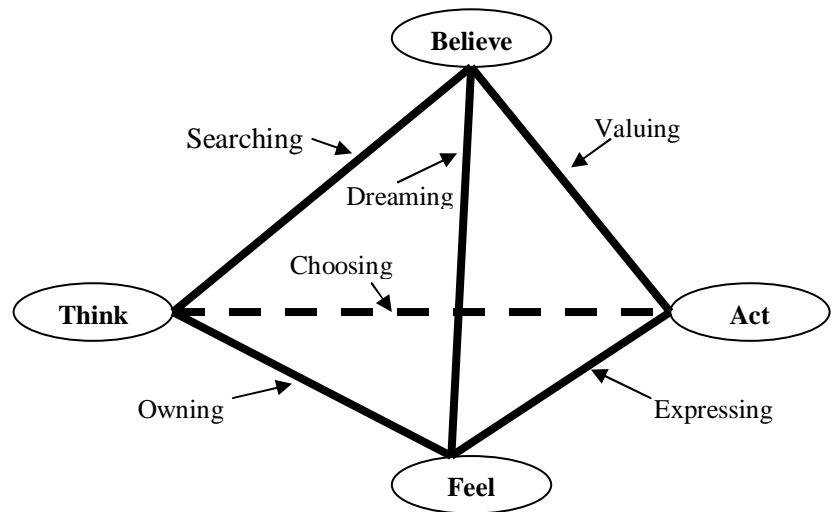 Believe
Searching
Valuing
Dreaming
Choosing
Think
Act
Owning
Expressing
Feel